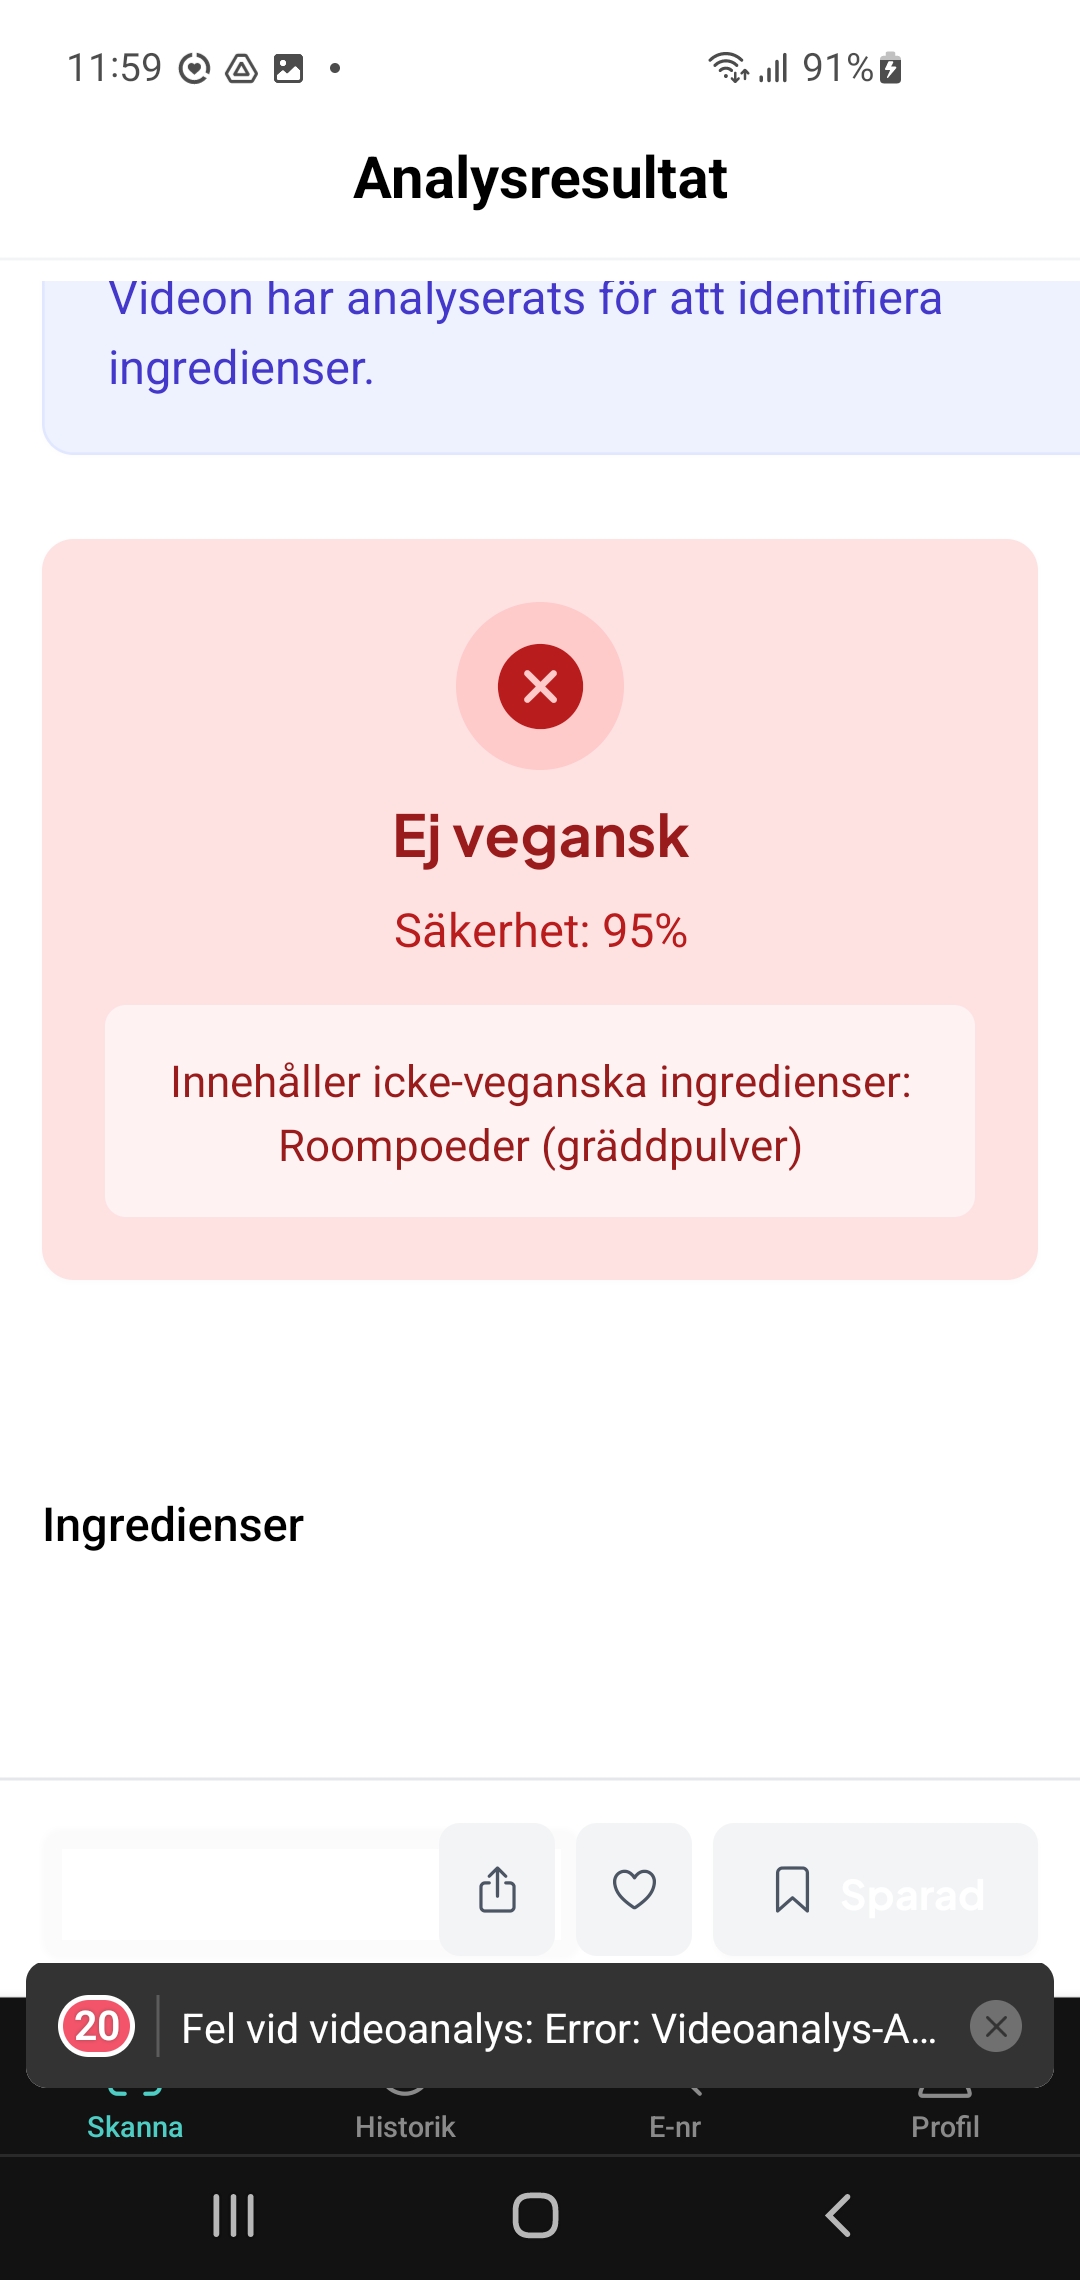 11:59
91%
Analysresultat
Videon har analyserats för att identifiera
ingredienser.
Ej vegansk
Säkerhet: 95%
Innehåller icke-veganska ingredienser:
Roompoeder (gräddpulver)
Ingredienser
Sparad
20
Fel vid videoanalys: Error: Videoanalys-A...
Skanna
Historik
E-nr
Profil